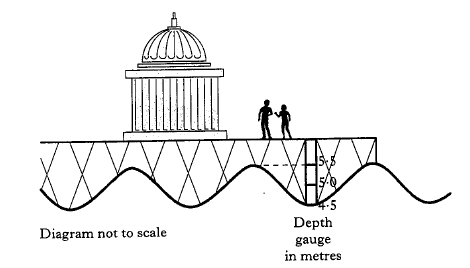 5·5
5·0
4·5
Diagram not to scale
Depth
gauge
in metres